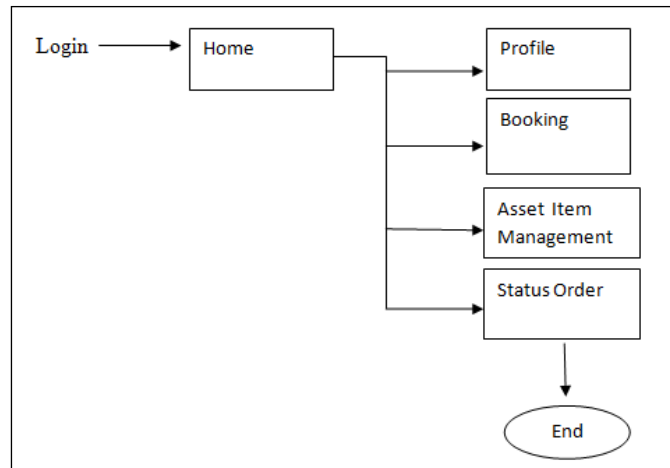 Login
Home
Profile
Booking
Asset Item
Management
Status Order
End